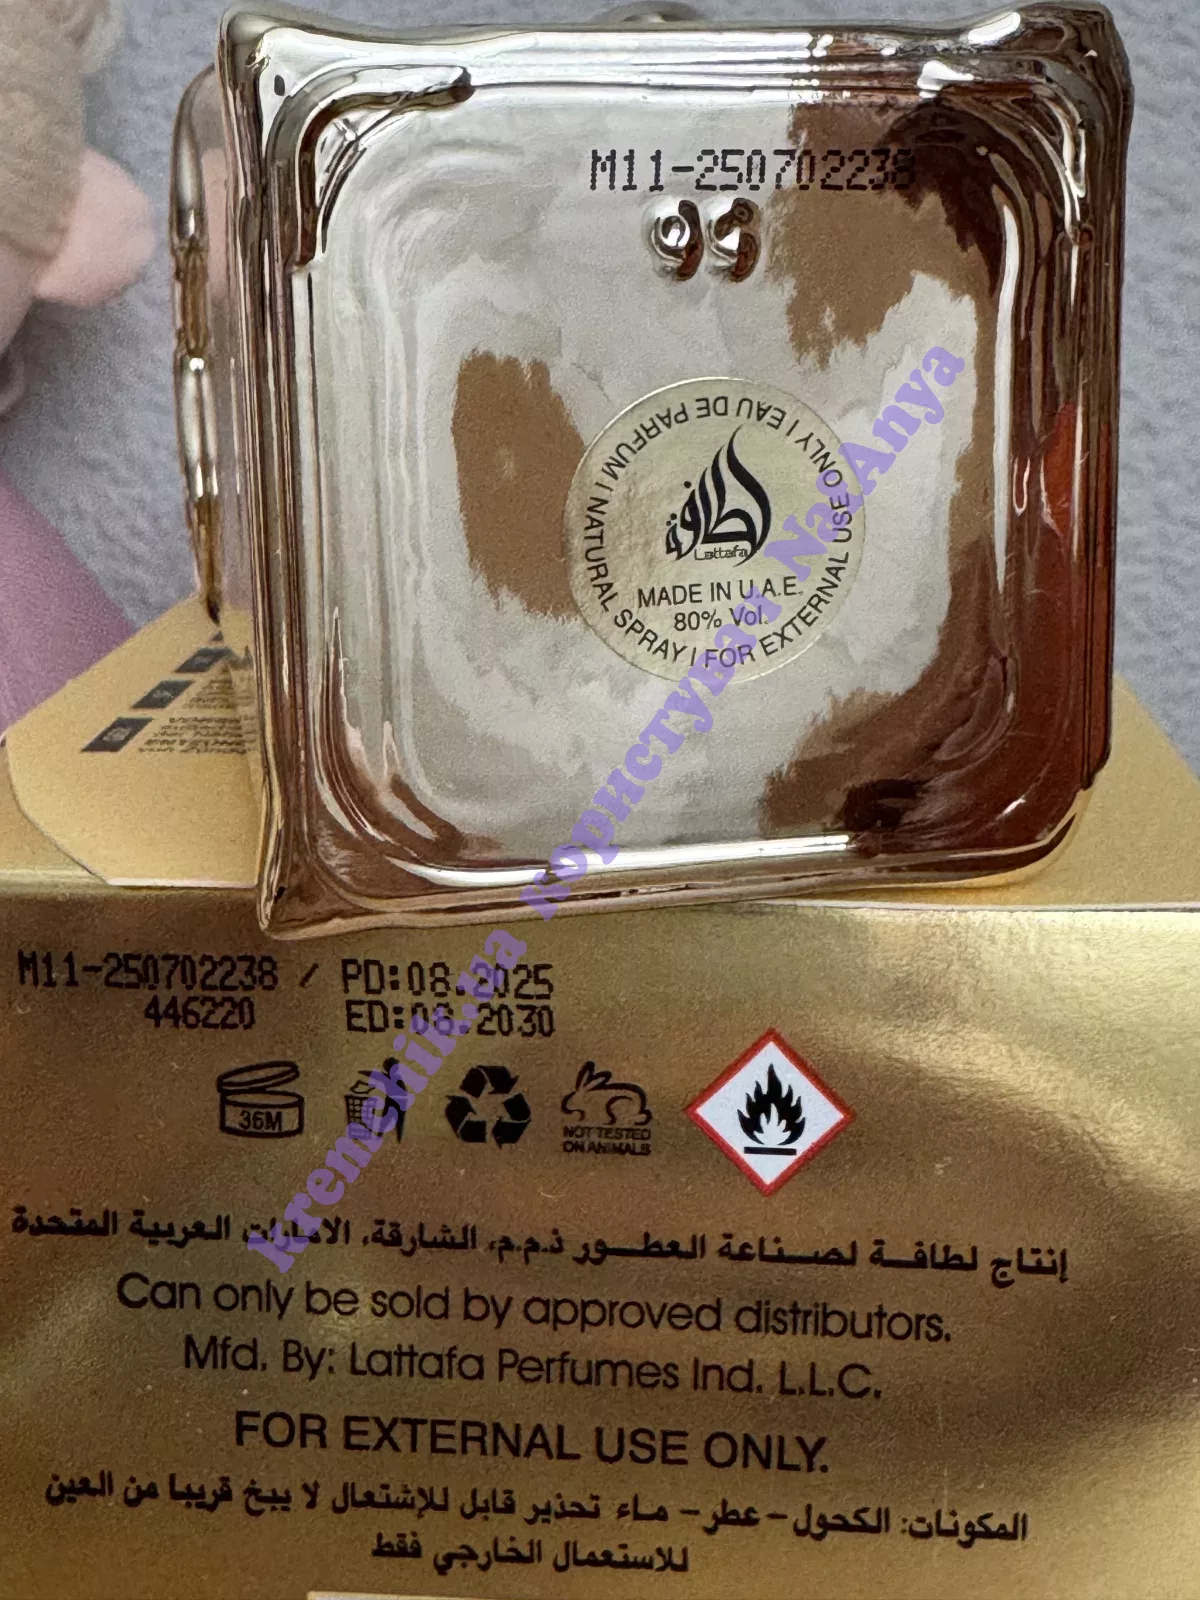 M11-250702238
EAU DE PARFUM / NATURAL SPRAY / FOR EXTERNAL USE ONLY /
لطافة
Lattafa
MADE IN U.A.E.
80% Vol.
kremchik.ua користувач NatAnya
M11-250702238 / PD:08.2025
446220 ED:08.2030
36M
NOT TESTED
ON ANIMALS
إنتاج لطافة لصناعة العطور ذ.م.م. الشارقة، الامارات العربية المتحدة
Can only be sold by approved distributors.
Mfd. By: Lattafa Perfumes Ind. L.L.C.
FOR EXTERNAL USE ONLY.
المكونات: الكحول - عطر - ماء تحذير قابل للإشتعال لا يبخ قريبا من العين
للاستعمال الخارجي فقط